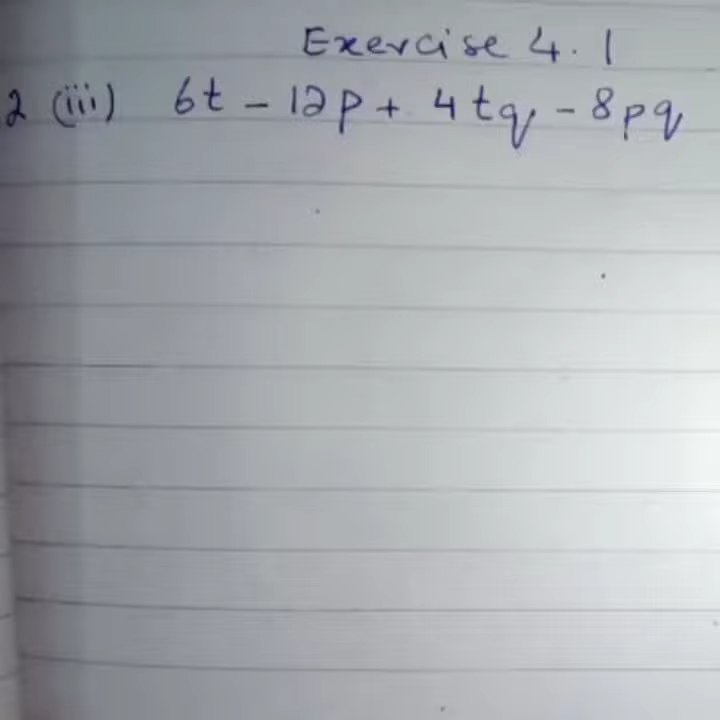 Exercise 4.1
2 (iii) 6t - 12p + 4tq - 8pq